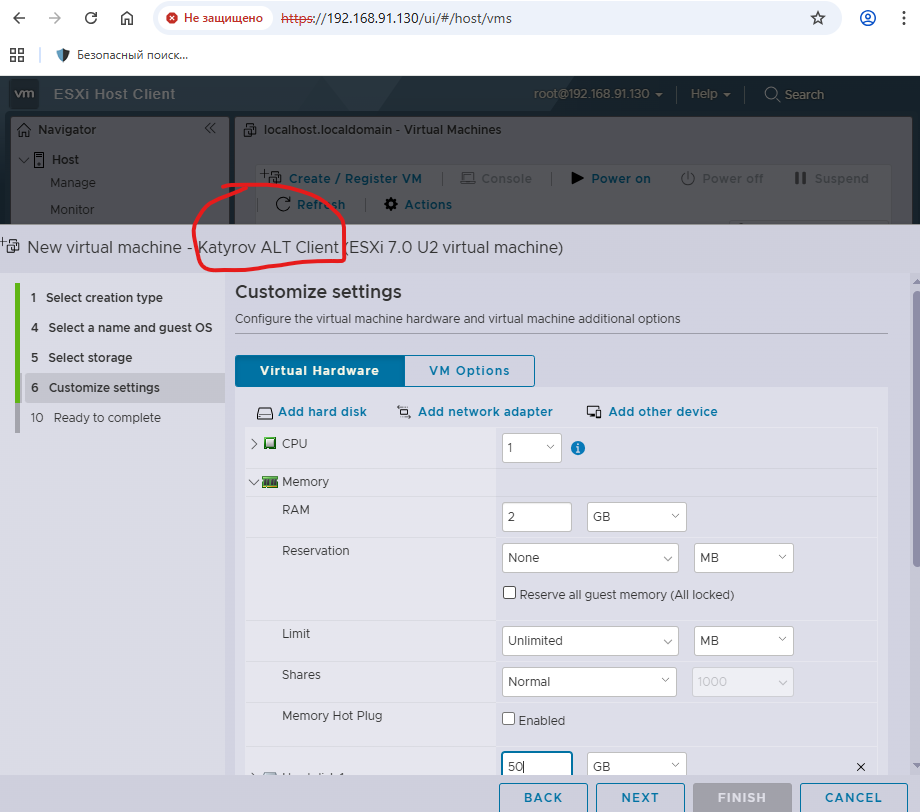 Не защищено https://192.168.91.130/ui/#/host/vms
Безопасный поиск...
vm ESXi Host Client root@192.168.91.130 Help Search
Navigator
localhost.localdomain - Virtual Machines
Host
Manage
Monitor
Create / Register VM Console Power on Power off Suspend
Refresh Actions
New virtual machine - Katyrov ALT Client (ESXi 7.0 U2 virtual machine)
1 Select creation type
4 Select a name and guest OS
5 Select storage
6 Customize settings
10 Ready to complete
Customize settings
Configure the virtual machine hardware and virtual machine additional options
Virtual Hardware VM Options
Add hard disk Add network adapter Add other device
CPU 1
Memory
RAM 2 GB
Reservation None MB
Reserve all guest memory (All locked)
Limit Unlimited MB
Shares Normal 1000
Memory Hot Plug Enabled
50 GB
BACK NEXT FINISH CANCEL